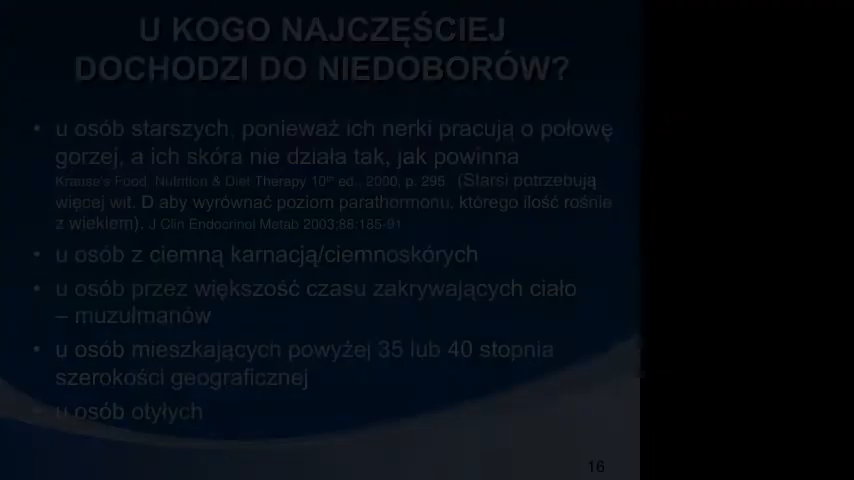 U KOGO NAJCZĘŚCIEJ
DOCHODZI DO NIEDOBORÓW?
• u osób starszych, ponieważ ich nerki pracują o połowę
gorzej, a ich skóra nie działa tak, jak powinna
Krause's Food, Nutrition & Diet Therapy 10th ed., 2000, p. 295 (Starsi potrzebują
więcej wit. D aby wyrównać poziom parathormonu, którego ilość rośnie
z wiekiem). J Clin Endocrinol Metab 2003;88:185-91
• u osób z ciemną karnacją/ciemnoskórych
• u osób przez większość czasu zakrywających ciało
– muzułmanów
• u osób mieszkających powyżej 35 lub 40 stopnia
szerokości geograficznej
• u osób otyłych
16